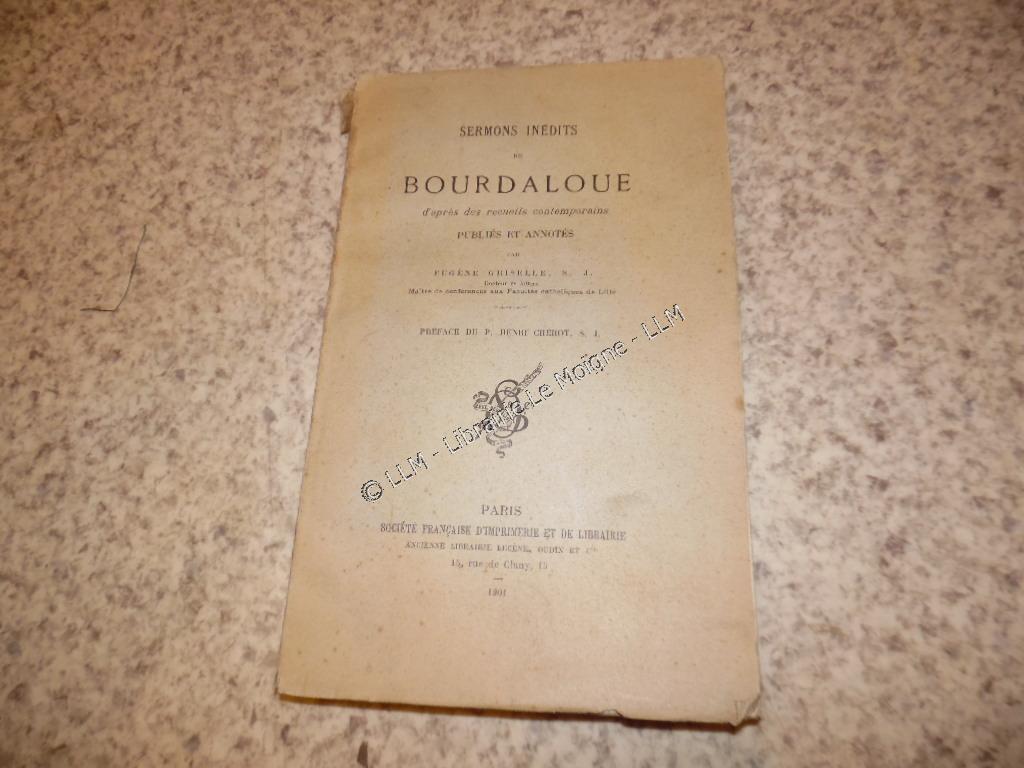 SERMONS INÉDITS
DE
BOURDALOUE
d'après des recueils contemporains
PUBLIÉS ET ANNOTÉS
PAR
EUGÈNE GRISELLE, S. J.
Docteur ès lettres
Maître de conférences aux Facultés catholiques de Lille
PRÉFACE DU P. HENRI CHÉROT, S. J.
© LLM - Librairie Le Moigne - LLM
PARIS
SOCIÉTÉ FRANÇAISE D'IMPRIMERIE ET DE LIBRAIRIE
ANCIENNE LIBRAIRIE LECÈNE, OUDIN ET Cie
15, rue de Cluny, 15
1901